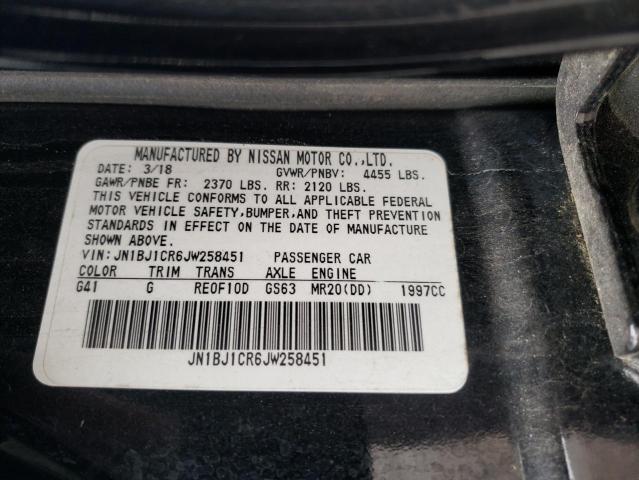 MANUFACTURED BY NISSAN MOTOR CO.,LTD.
DATE: 3/18 GVWR/PNBV: 4455 LBS.
GAWR/PNBE FR: 2370 LBS. RR: 2120 LBS.
THIS VEHICLE CONFORMS TO ALL APPLICABLE FEDERAL
MOTOR VEHICLE SAFETY,BUMPER,AND THEFT PREVENTION
STANDARDS IN EFFECT ON THE DATE OF MANUFACTURE
SHOWN ABOVE.
VIN: JN1BJ1CR6JW258451 PASSENGER CAR
COLOR TRIM TRANS AXLE ENGINE
G41 G RE0F10D GS63 MR20(DD) 1997CC
JN1BJ1CR6JW258451